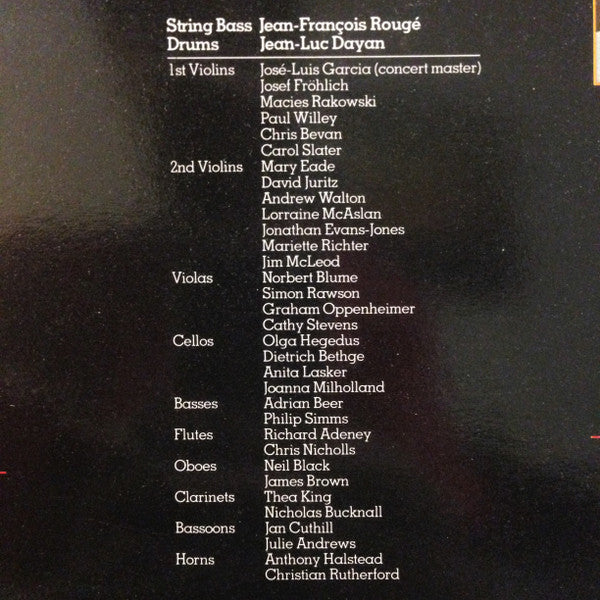 String Bass Jean-François Rougé
Drums Jean-Luc Dayan
1st Violins José-Luis Garcia (concert master)
Josef Fröhlich
Macies Rakowski
Paul Willey
Chris Bevan
Carol Slater
2nd Violins Mary Eade
David Juritz
Andrew Walton
Lorraine McAslan
Jonathan Evans-Jones
Mariette Richter
Jim McLeod
Violas Norbert Blume
Simon Rawson
Graham Oppenheimer
Cathy Stevens
Cellos Olga Hegedus
Dietrich Bethge
Anita Lasker
Joanna Milholland
Basses Adrian Beer
Philip Simms
Flutes Richard Adeney
Chris Nicholls
Oboes Neil Black
James Brown
Clarinets Thea King
Nicholas Bucknall
Bassoons Jan Cuthill
Julie Andrews
Horns Anthony Halstead
Christian Rutherford